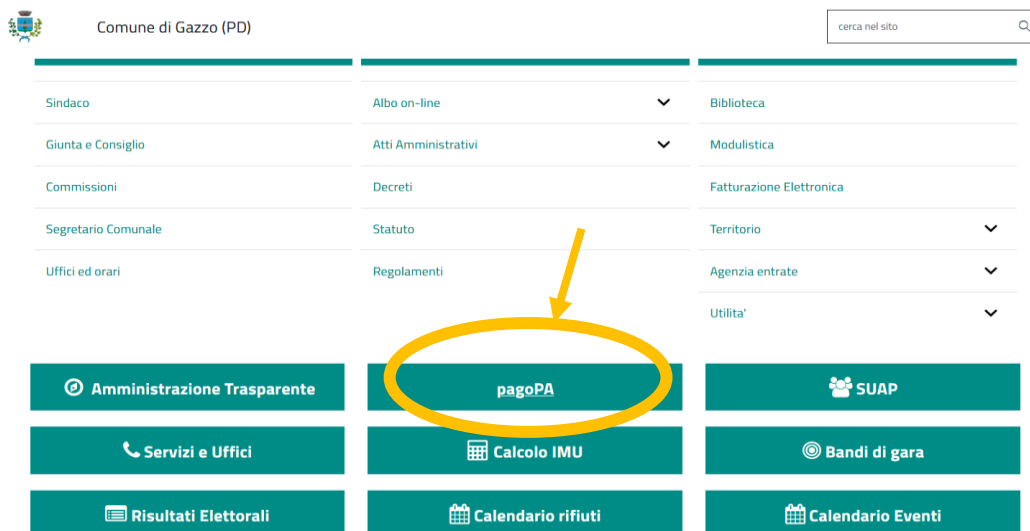 Comune di Gazzo (PD)
cerca nel sito
Sindaco
Giunta e Consiglio
Commissioni
Segretario Comunale
Uffici ed orari
Albo on-line
Atti Amministrativi
Decreti
Statuto
Regolamenti
Biblioteca
Modulistica
Fatturazione Elettronica
Territorio
Agenzia entrate
Utilita'
Amministrazione Trasparente
pagoPA
SUAP
Servizi e Uffici
Calcolo IMU
Bandi di gara
Risultati Elettorali
Calendario rifiuti
Calendario Eventi